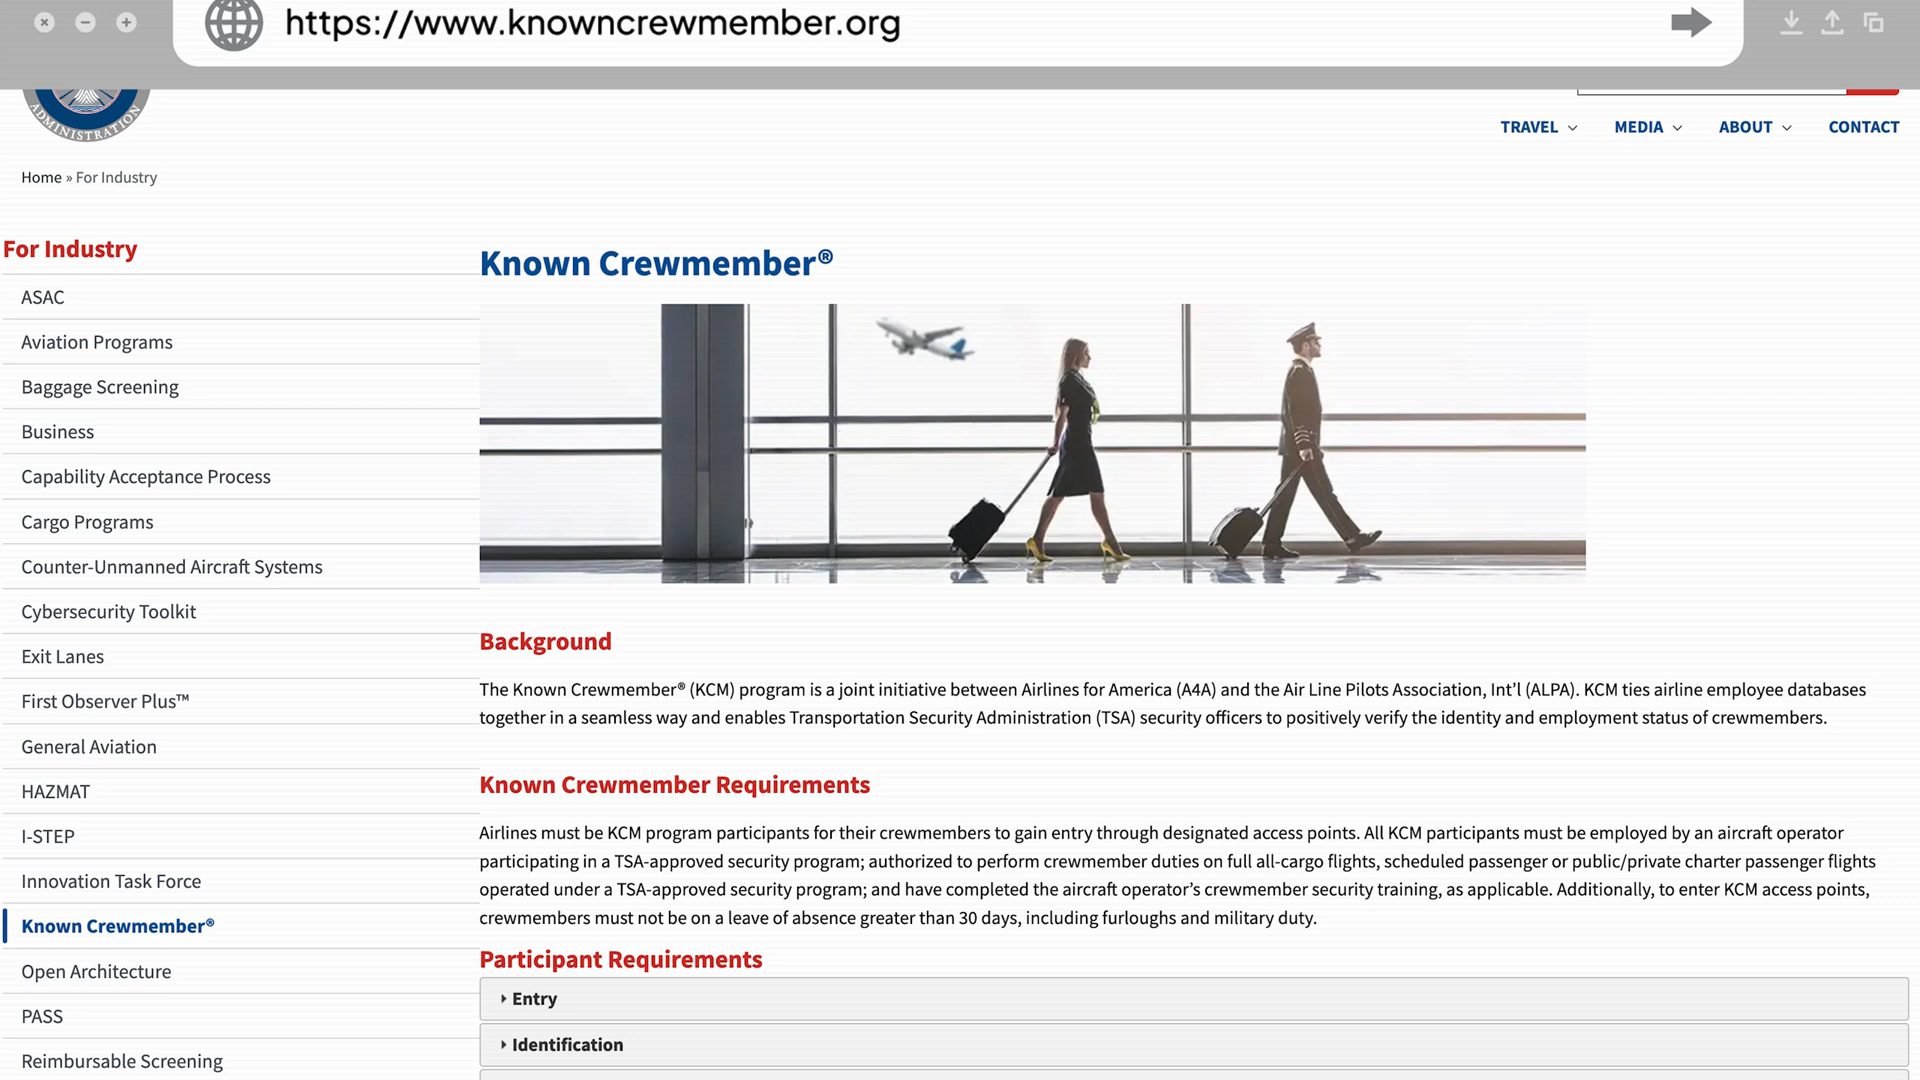 https://www.knowncrewmember.org
ADMINISTRATION
TRAVEL MEDIA ABOUT CONTACT
Home » For Industry
For Industry
ASAC
Aviation Programs
Baggage Screening
Business
Capability Acceptance Process
Cargo Programs
Counter-Unmanned Aircraft Systems
Cybersecurity Toolkit
Exit Lanes
First Observer Plus™
General Aviation
HAZMAT
I-STEP
Innovation Task Force
Known Crewmember®
Open Architecture
PASS
Reimbursable Screening
Known Crewmember®
Background
The Known Crewmember® (KCM) program is a joint initiative between Airlines for America (A4A) and the Air Line Pilots Association, Int’l (ALPA). KCM ties airline employee databases
together in a seamless way and enables Transportation Security Administration (TSA) security officers to positively verify the identity and employment status of crewmembers.
Known Crewmember Requirements
Airlines must be KCM program participants for their crewmembers to gain entry through designated access points. All KCM participants must be employed by an aircraft operator
participating in a TSA-approved security program; authorized to perform crewmember duties on full all-cargo flights, scheduled passenger or public/private charter passenger flights
operated under a TSA-approved security program; and have completed the aircraft operator’s crewmember security training, as applicable. Additionally, to enter KCM access points,
crewmembers must not be on a leave of absence greater than 30 days, including furloughs and military duty.
Participant Requirements
Entry
Identification